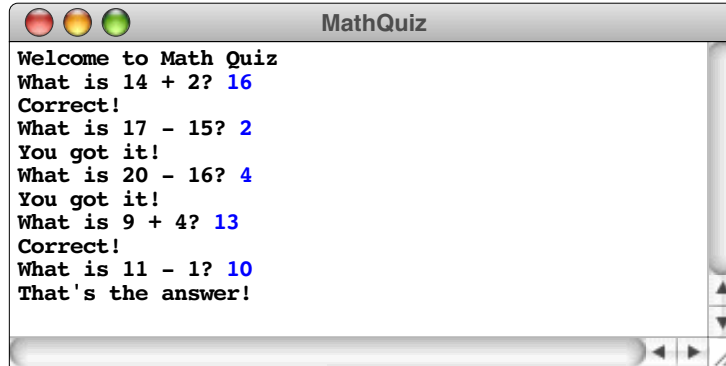 MathQuiz
Welcome to Math Quiz
What is 14 + 2? 16
Correct!
What is 17 - 15? 2
You got it!
What is 20 - 16? 4
You got it!
What is 9 + 4? 13
Correct!
What is 11 - 1? 10
That's the answer!